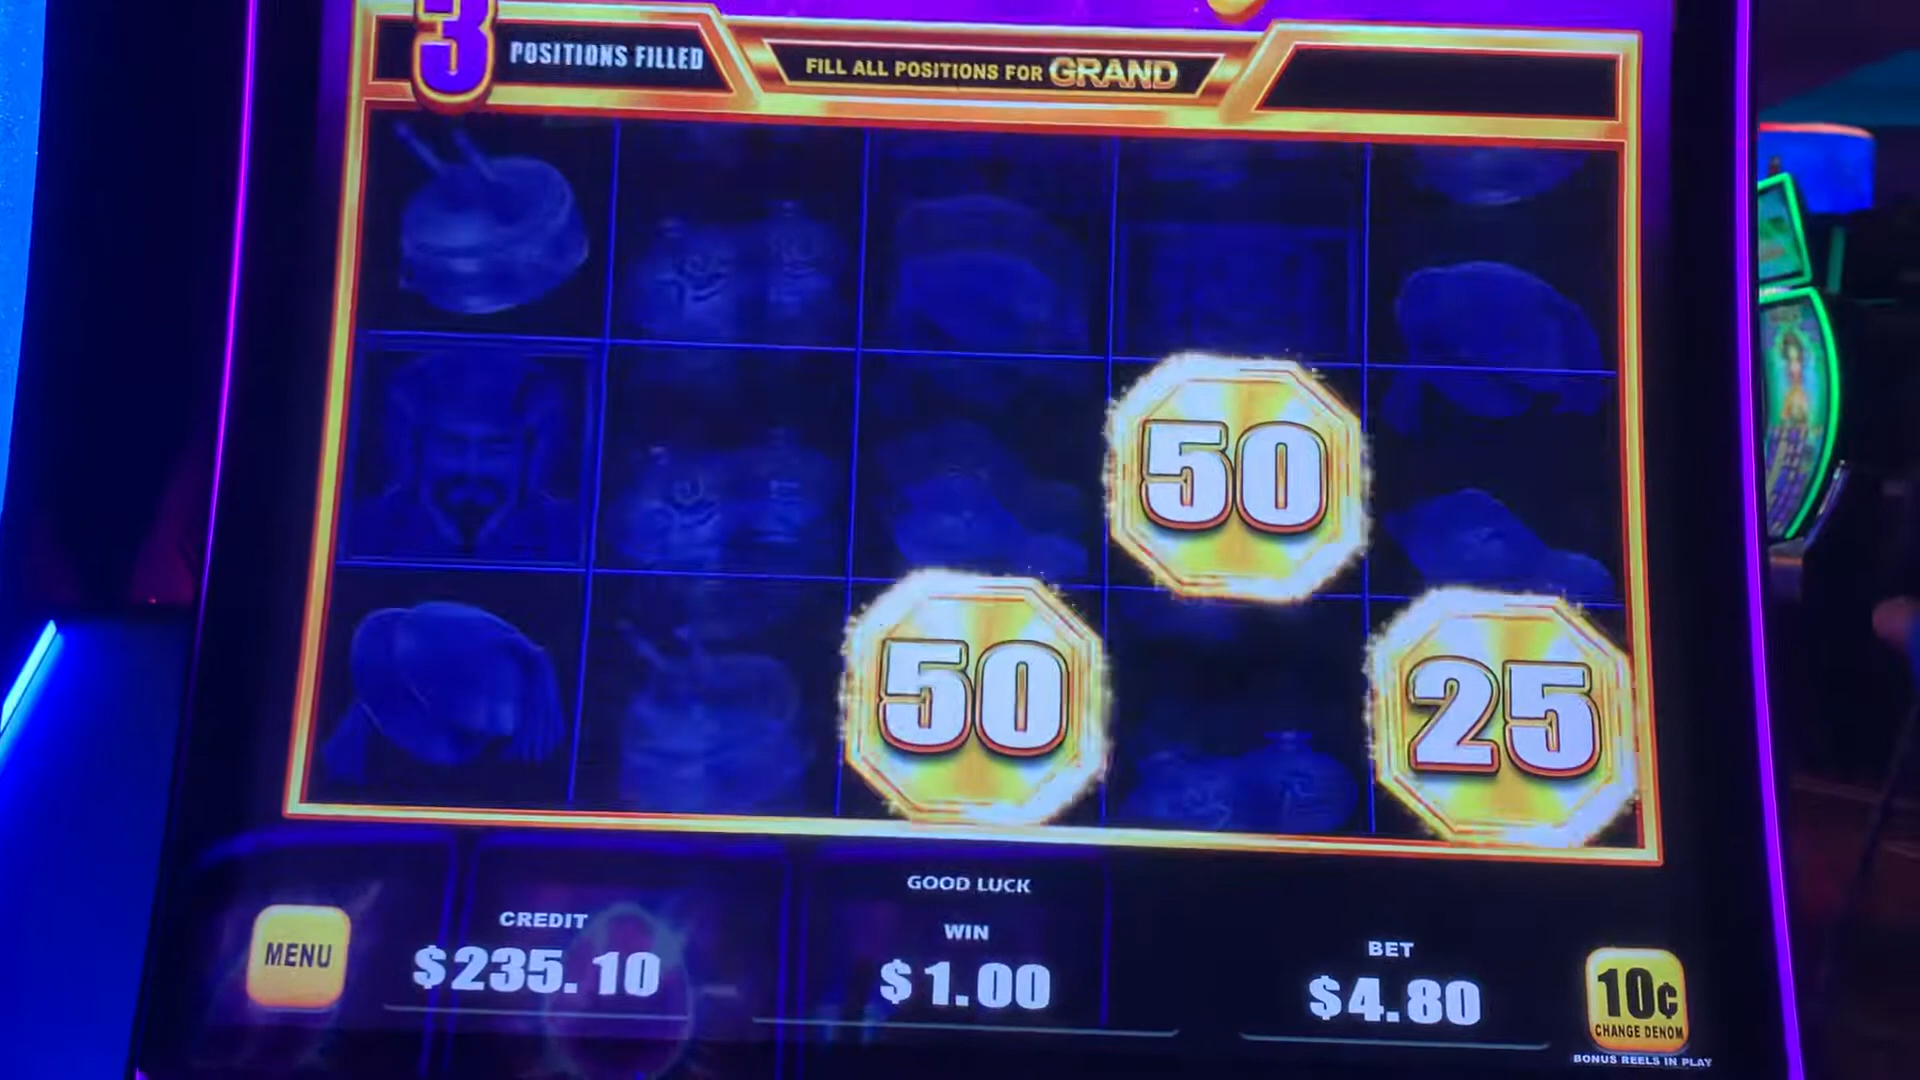 3 POSITIONS FILLED
FILL ALL POSITIONS FOR GRAND
50
50
25
GOOD LUCK
MENU
CREDIT
$235.10
WIN
$1.00
BET
$4.80
10¢
CHANGE DENOM
BONUS REELS IN PLAY